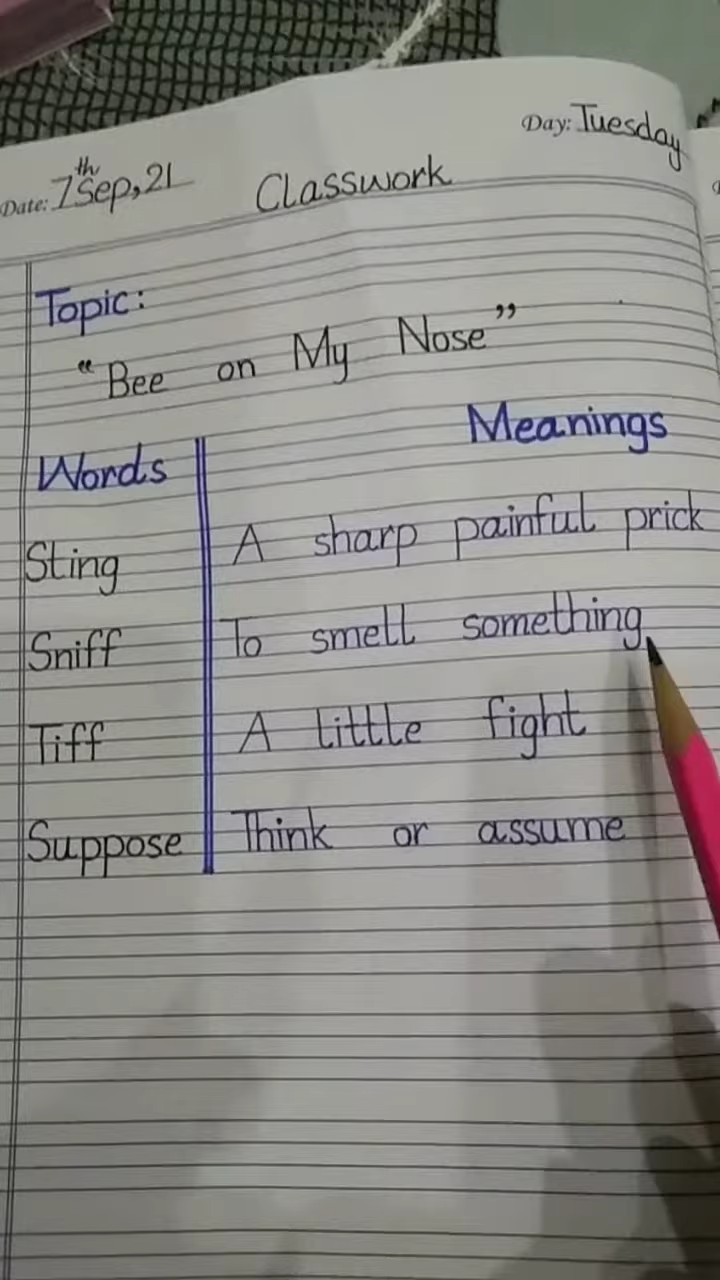 Day: Tuesday
Date: 7th Sep, 21 Classwork
Topic:
"Bee on My Nose"
Words Meanings
Sting A sharp painful prick
Sniff To smell something
Tiff A little fight
Suppose Think or assume